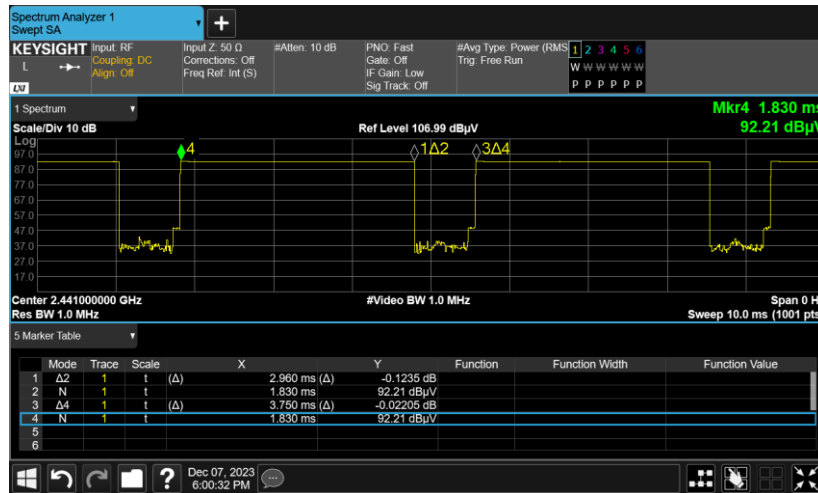 Spectrum Analyzer 1
Swept SA
+
KEYSIGHT Input: RF Input Z: 50 Ω #Atten: 10 dB PNO: Fast #Avg Type: Power (RMS 1 2 3 4 5 6
L Coupling: DC Corrections: Off Gate: Off Trig: Free Run W W W W W W
Align: Off Freq Ref: Int (S) IF Gain: Low
LXI Sig Track: Off P P P P P P
1 Spectrum Mkr4 1.830 ms
Scale/Div 10 dB Ref Level 106.99 dBµV 92.21 dBµV
Log
4 1Δ2 3Δ4
97.0
87.0
77.0
67.0
57.0
47.0
37.0
27.0
17.0
Center 2.441000000 GHz #Video BW 1.0 MHz Span 0 H
Res BW 1.0 MHz Sweep 10.0 ms (1001 pts
5 Marker Table
Mode Trace Scale X Y Function Function Width Function Value
1 Δ2 1 t (Δ) 2.960 ms (Δ) -0.1235 dB
2 N 1 t 1.830 ms 92.21 dBµV
3 Δ4 1 t (Δ) 3.750 ms (Δ) -0.02205 dB
4 N 1 t 1.830 ms 92.21 dBµV
5
6
? Dec 07, 2023
6:00:32 PM